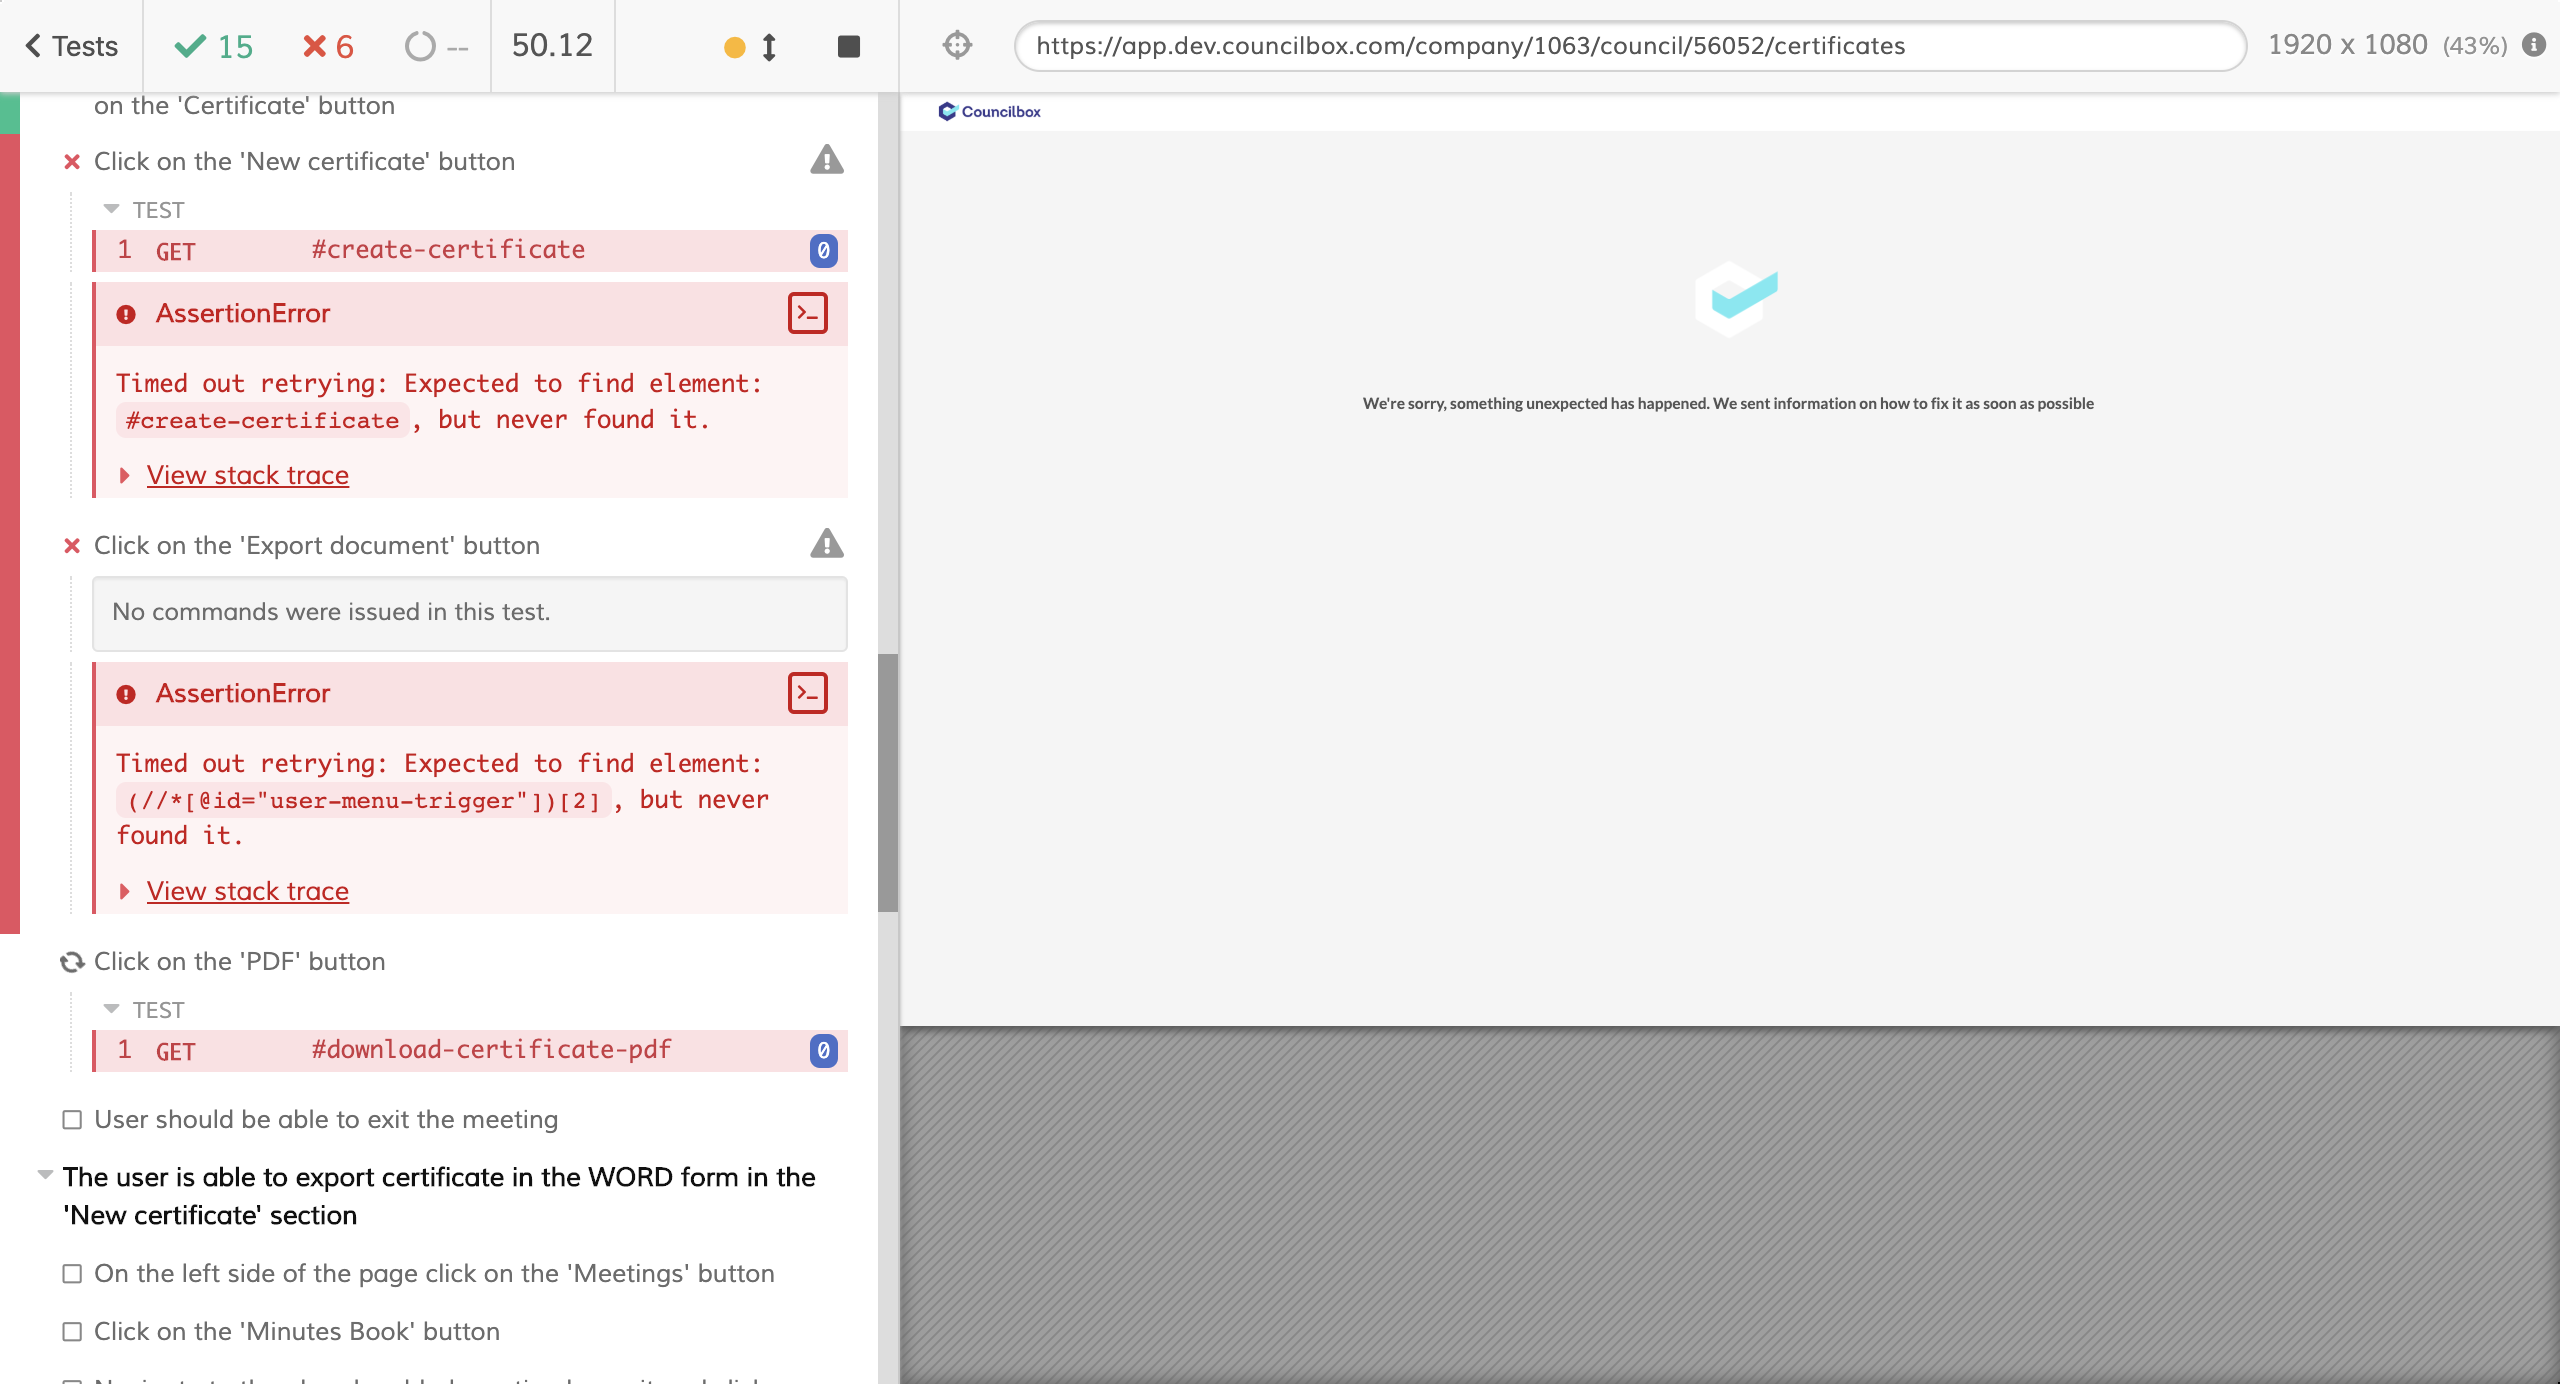 Tests
15
6
--
50.12
https://app.dev.councilbox.com/company/1063/council/56052/certificates
1920 x 1080 (43%)
on the 'Certificate' button
Click on the 'New certificate' button
TEST
1 GET #create-certificate 0
AssertionError
Timed out retrying: Expected to find element:
#create-certificate, but never found it.
View stack trace
Click on the 'Export document' button
No commands were issued in this test.
AssertionError
Timed out retrying: Expected to find element:
(//*[@id="user-menu-trigger"])[2], but never
found it.
View stack trace
Click on the 'PDF' button
TEST
1 GET #download-certificate-pdf 0
User should be able to exit the meeting
The user is able to export certificate in the WORD form in the
'New certificate' section
On the left side of the page click on the 'Meetings' button
Click on the 'Minutes Book' button
Councilbox
We're sorry, something unexpected has happened. We sent information on how to fix it as soon as possible